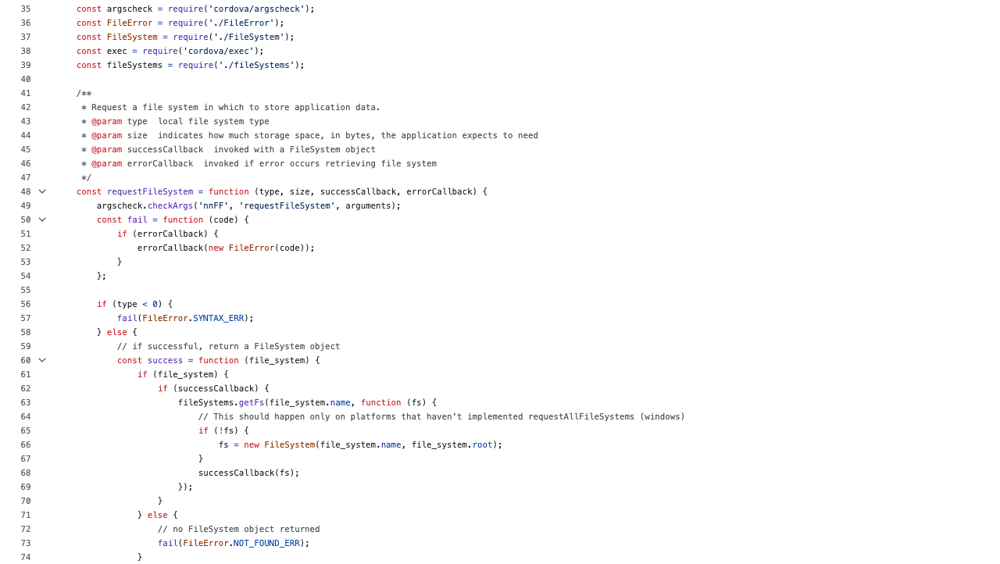 35 const argscheck = require('cordova/argscheck');
36 const FileError = require('./FileError');
37 const FileSystem = require('./FileSystem');
38 const exec = require('cordova/exec');
39 const fileSystems = require('./fileSystems');
40
41 /**
42 * Request a file system in which to store application data.
43 * @param type  local file system type
44 * @param size  indicates how much storage space, in bytes, the application expects to need
45 * @param successCallback  invoked with a FileSystem object
46 * @param errorCallback  invoked if error occurs retrieving file system
47 */
48 const requestFileSystem = function (type, size, successCallback, errorCallback) {
49 argscheck.checkArgs('nnFF', 'requestFileSystem', arguments);
50 const fail = function (code) {
51 if (errorCallback) {
52 errorCallback(new FileError(code));
53 }
54 };
55
56 if (type < 0) {
57 fail(FileError.SYNTAX_ERR);
58 } else {
59 // if successful, return a FileSystem object
60 const success = function (file_system) {
61 if (file_system) {
62 if (successCallback) {
63 fileSystems.getFs(file_system.name, function (fs) {
64 // This should happen only on platforms that haven't implemented requestAllFileSystems (windows)
65 if (!fs) {
66 fs = new FileSystem(file_system.name, file_system.root);
67 }
68 successCallback(fs);
69 });
70 }
71 } else {
72 // no FileSystem object returned
73 fail(FileError.NOT_FOUND_ERR);
74 }